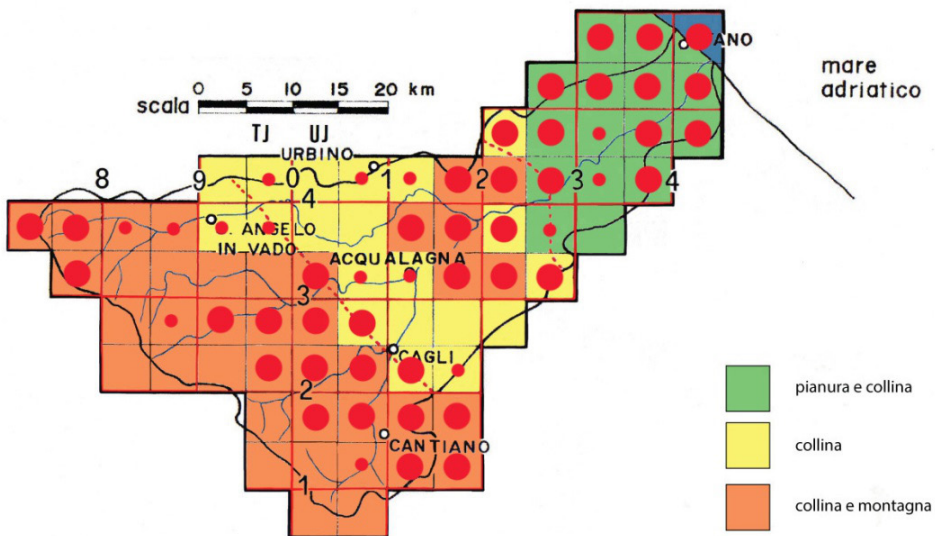 FANO
mare
adriatico
0 5 10 15 20 km
scala
TJ UJ
URBINO
8 9 0 1 2 3 4
4
ANGELO
IN VADO
ACQUALAGNA
3
CAGLI
2
CANTIANO
1
pianura e collina
collina
collina e montagna